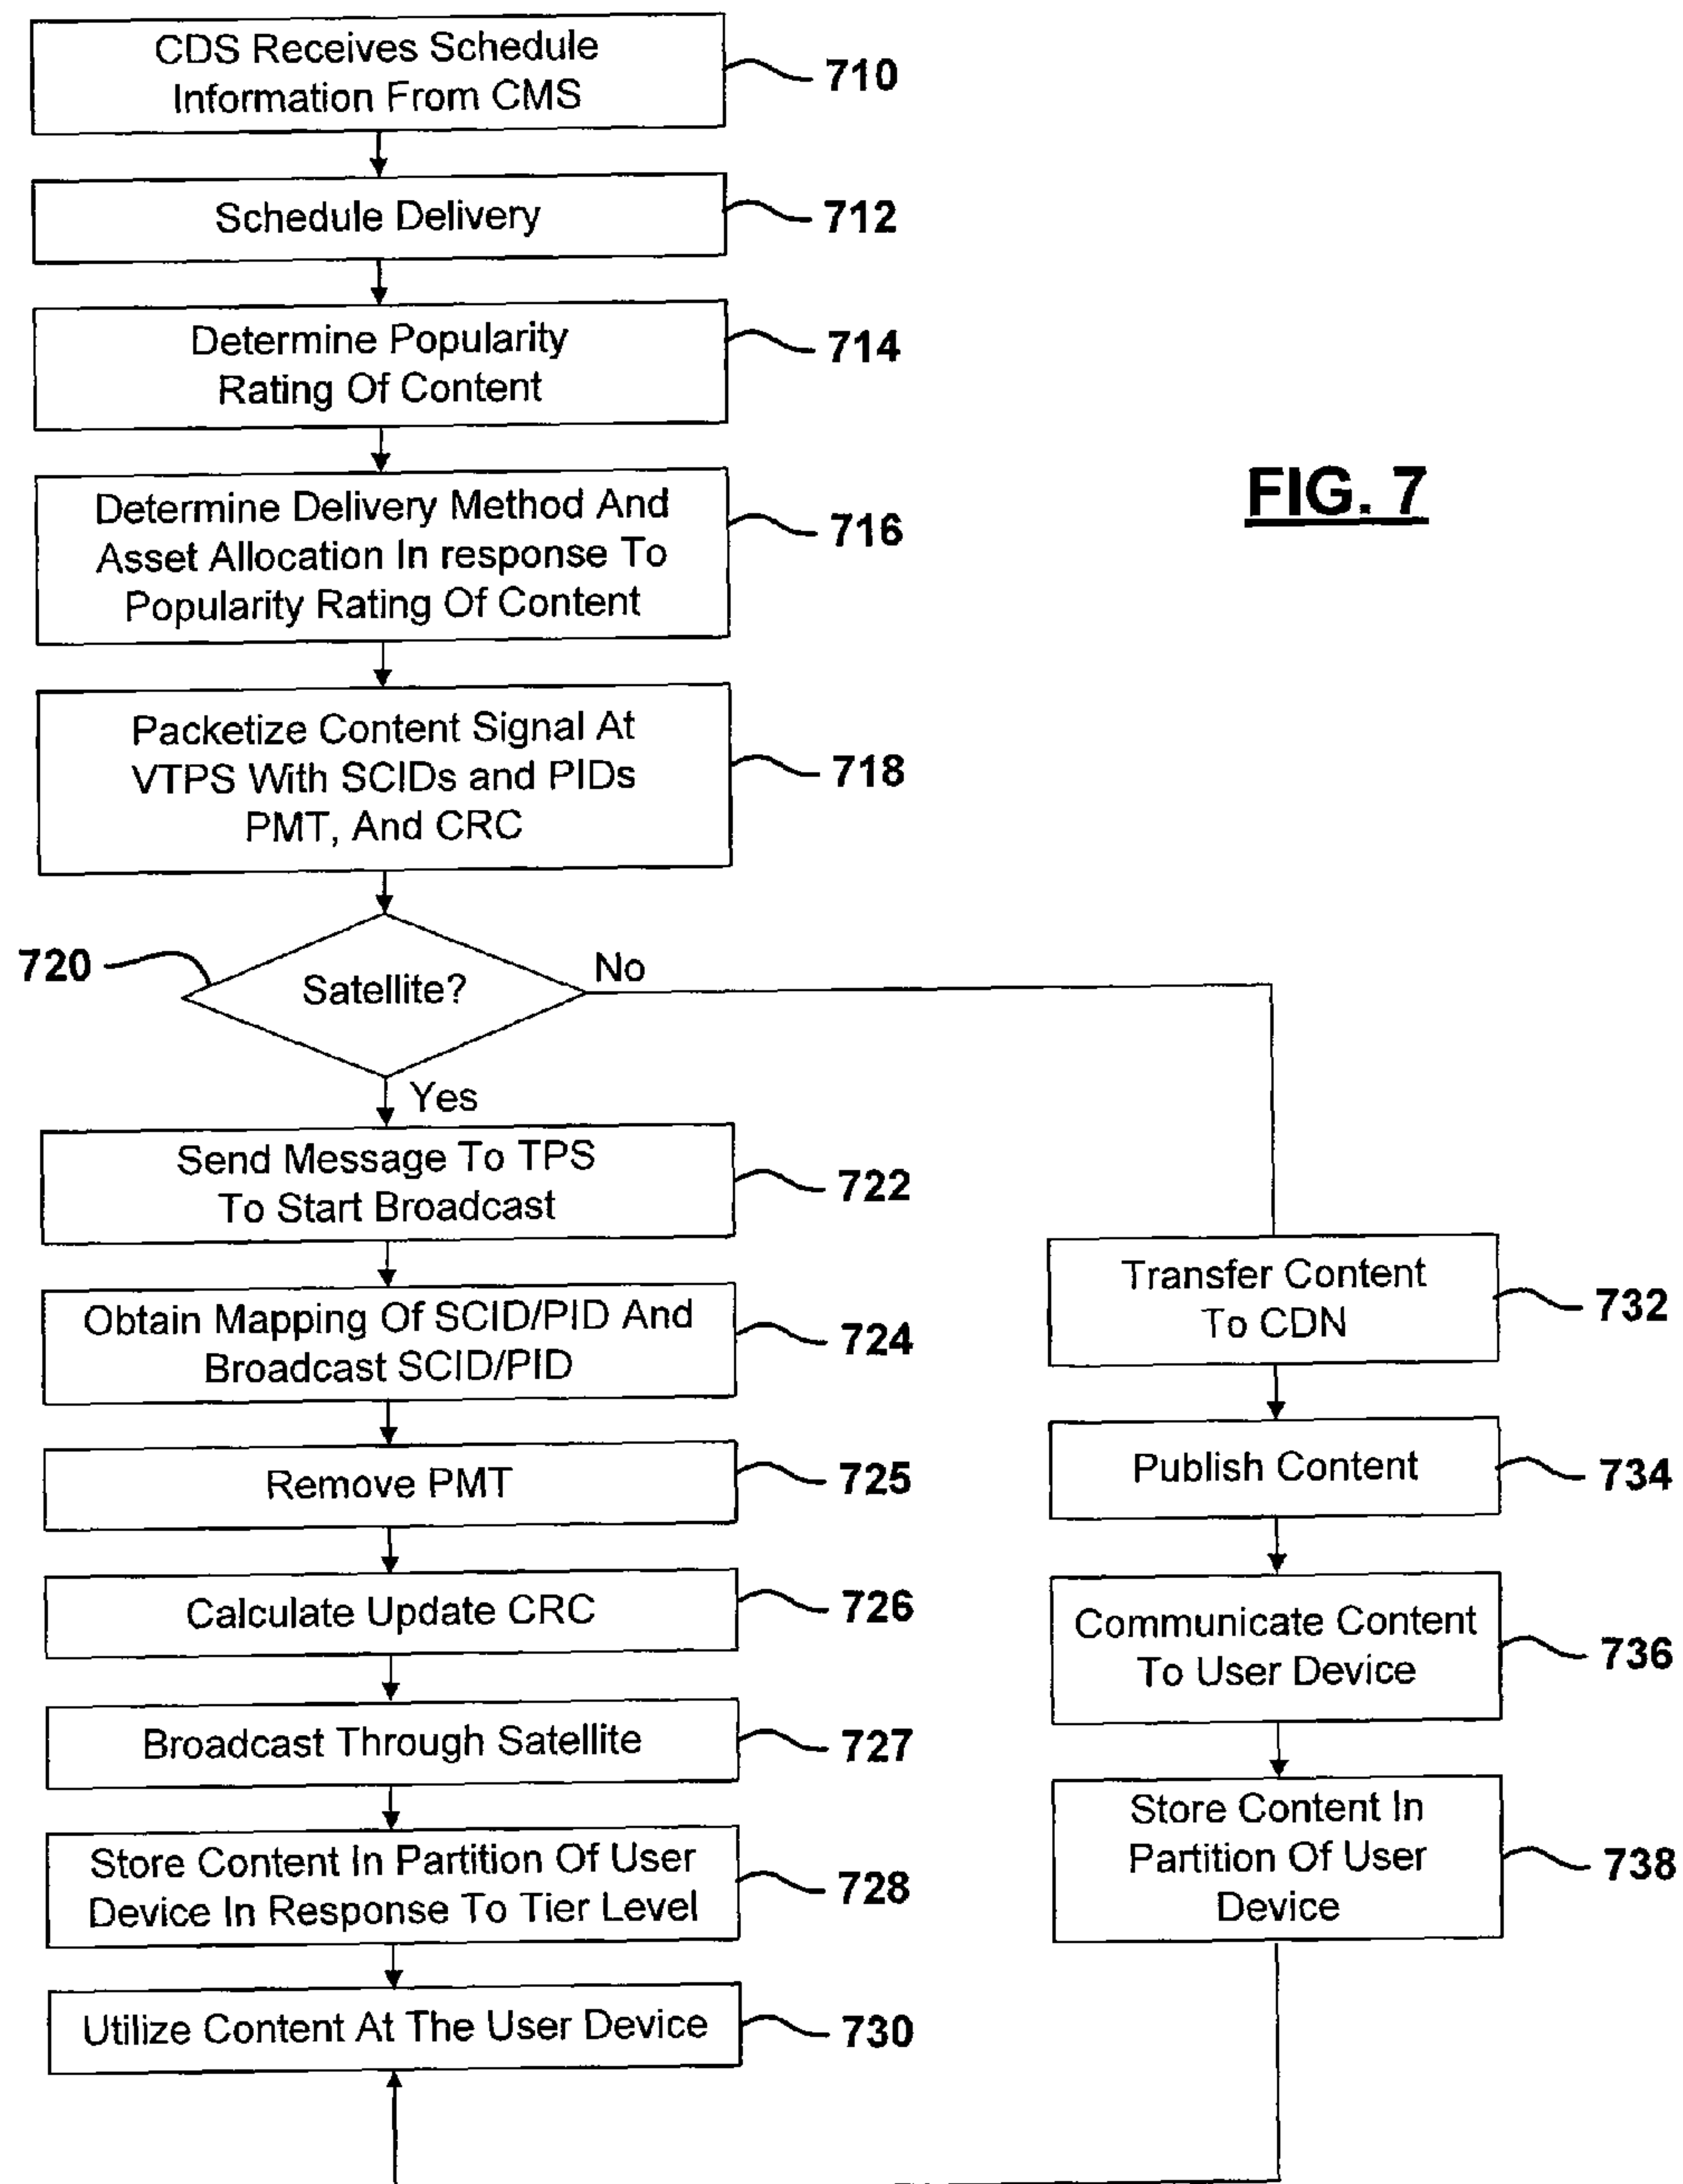 CDS Receives Schedule
Information From CMS
710
Schedule Delivery
712
Determine Popularity
Rating Of Content
714
Determine Delivery Method And
Asset Allocation In response To
Popularity Rating Of Content
716
FIG. 7
Packetize Content Signal At
VTPS With SCIDs and PIDs
PMT, And CRC
718
720
Satellite?
No
Yes
Send Message To TPS
To Start Broadcast
722
Obtain Mapping Of SCID/PID And
Broadcast SCID/PID
724
Remove PMT
725
Calculate Update CRC
726
Broadcast Through Satellite
727
Store Content In Partition Of User
Device In Response To Tier Level
728
Utilize Content At The User Device
730
Transfer Content
To CDN
732
Publish Content
734
Communicate Content
To User Device
736
Store Content In
Partition Of User
Device
738